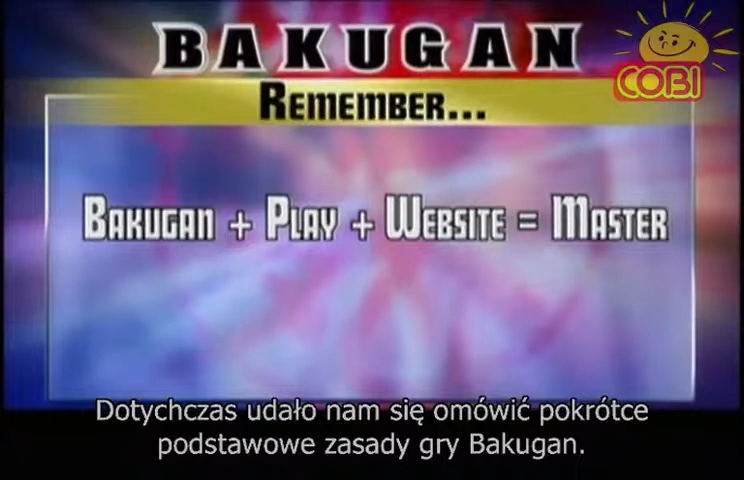 BAKUGAN
COBI
REMEMBER...
BAKUGAN + PLAY + WEBSITE = MASTER
Dotychczas udało nam się omówić pokrótce
podstawowe zasady gry Bakugan.